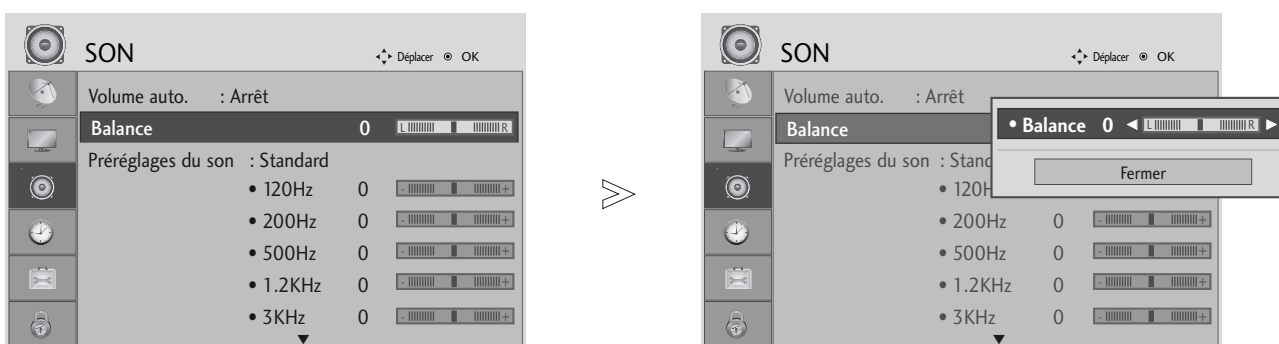 SON
Déplacer OK
Volume auto. : Arrêt
Balance 0 L R
Préréglages du son : Standard
• 120Hz 0 - +
• 200Hz 0 - +
• 500Hz 0 - +
• 1.2KHz 0 - +
• 3KHz 0 - +
SON
Déplacer OK
Volume auto. : Arrêt
Balance
• Balance 0 L R
Fermer
Préréglages du son : Stand
• 120H
• 200Hz 0 - +
• 500Hz 0 - +
• 1.2KHz 0 - +
• 3KHz 0 - +